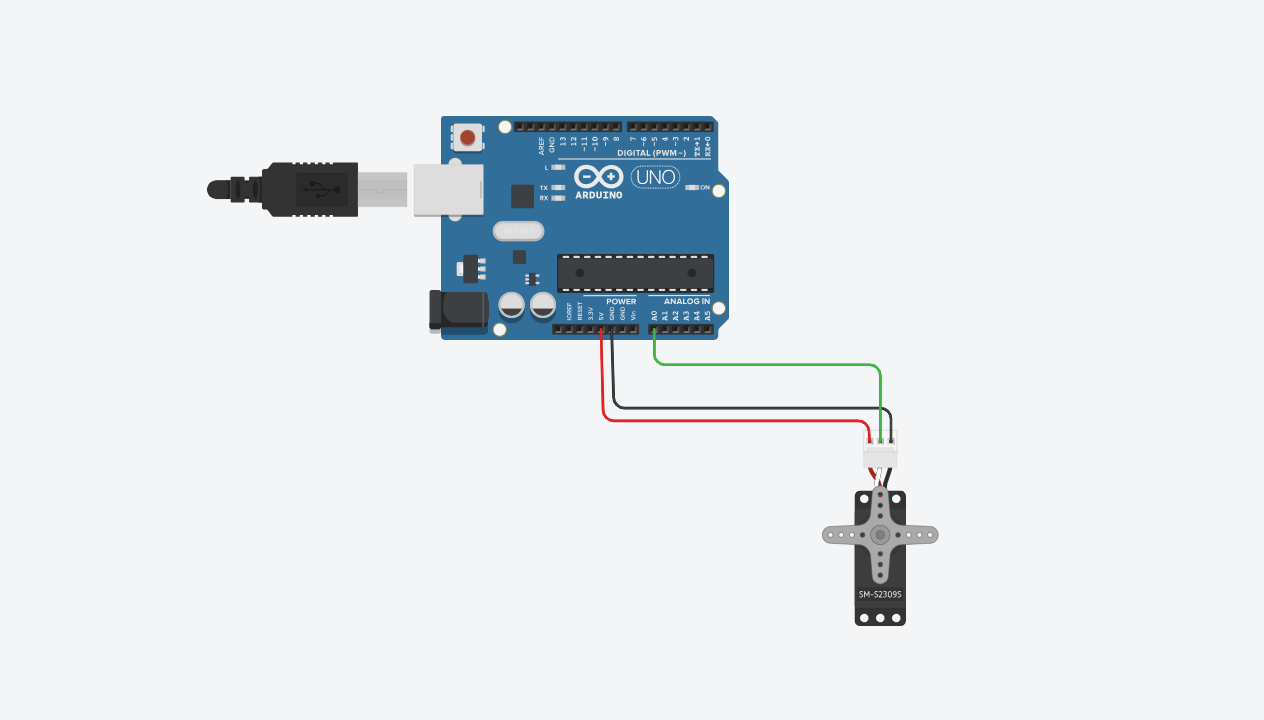 AREF
GND
13
12
~11
~10
~9
8
7
~6
~5
4
~3
2
TX→1
RX←0
DIGITAL (PWM ~)
L
TX
RX
ARDUINO
UNO
ON
POWER
ANALOG IN
IOREF
RESET
3.3V
5V
GND
GND
Vin
A0
A1
A2
A3
A4
A5
SM-S2309S